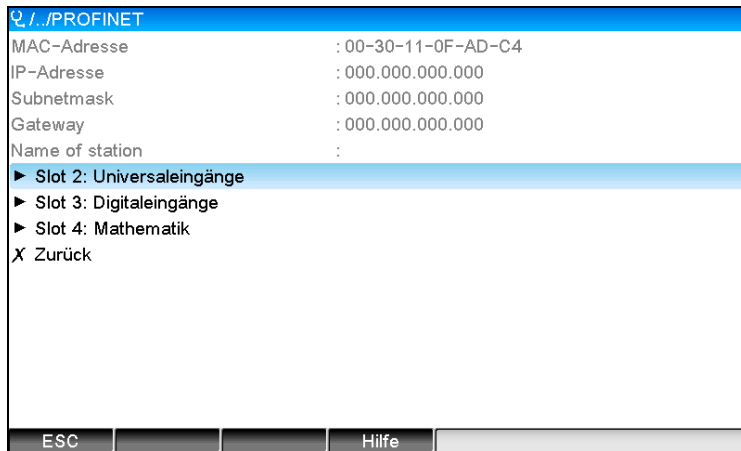 /../PROFINET
MAC-Adresse : 00-30-11-0F-AD-C4
IP-Adresse : 000.000.000.000
Subnetmask : 000.000.000.000
Gateway : 000.000.000.000
Name of station :
► Slot 2: Universaleingänge
► Slot 3: Digitaleingänge
► Slot 4: Mathematik
X Zurück
ESC Hilfe